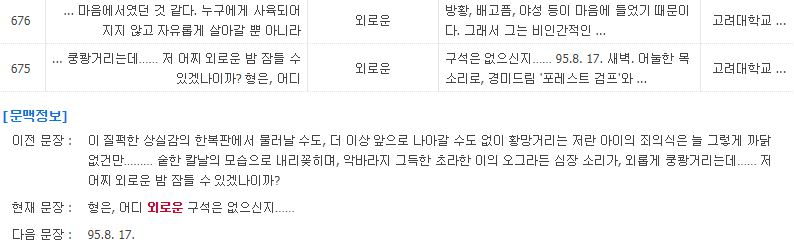 676
... 마음에서였던 것 같다. 누구에게 사육되어
지지 않고 자유롭게 살아갈 뿐 아니라
외로운
방황, 배고픔, 야성 등이 마음에 들었기 때문이
다. 그래서 그는 비인간적인 ...
고려대학교 ...
675
... 쿵쾅거리는데...... 저 어찌 외로운 밤 잠들 수
있겠나이까? 형은, 어디
외로운
구석은 없으신지...... 95.8. 17. 새벽. 어눌한 목
소리로, 경미드림 '포레스트 검프'와 ...
고려대학교 ...
[문맥정보]
이전 문장 : 이 질퍽한 상실감의 한복판에서 물러날 수도, 더 이상 앞으로 나아갈 수도 없이 황망거리는 저란 아이의 죄의식은 늘 그렇게 까닭
없건만......... 숱한 칼날의 모습으로 내리꽂히며, 악바라지 그득한 초라한 이의 오그라든 심장 소리가, 외롭게 쿵쾅거리는데...... 저
어찌 외로운 밤 잠들 수 있겠나이까?
현재 문장 : 형은, 어디 외로운 구석은 없으신지......
다음 문장 : 95.8. 17.